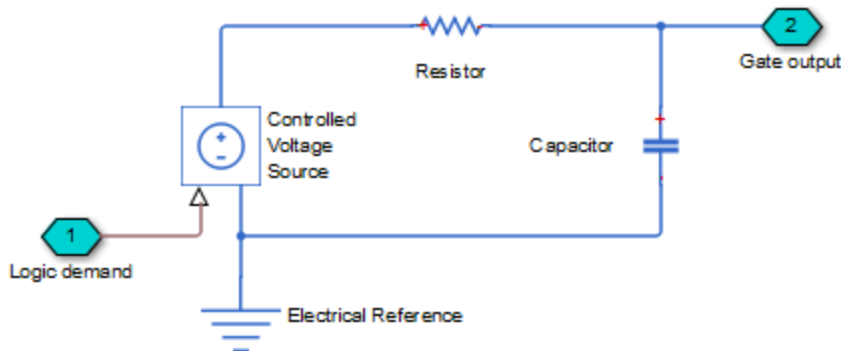 2
Gate output
Resistor
Controlled
Voltage
Source
Capacitor
1
Logic demand
Electrical Reference